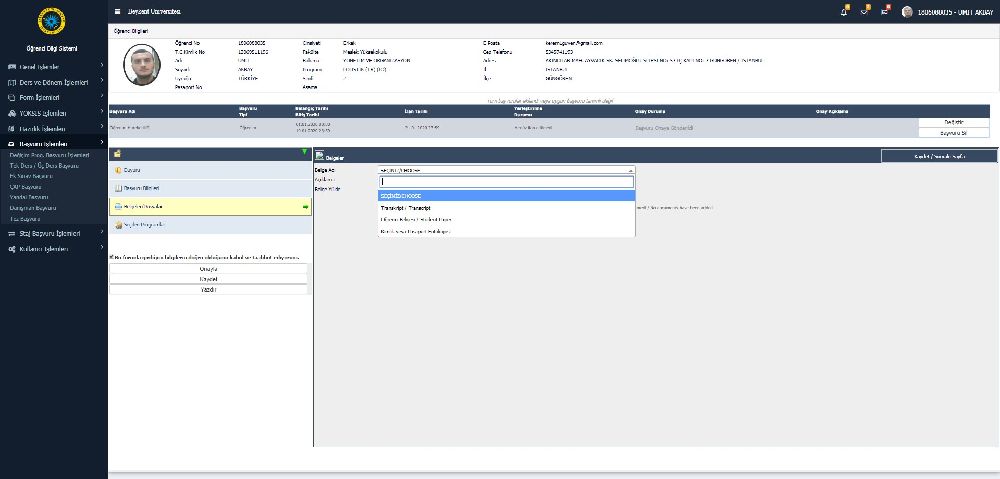 Beykent Üniversitesi
0
2
0
1806088035 - ÜMİT AKBAY
Öğrenci Bilgi Sistemi
Genel İşlemler
Ders ve Dönem İşlemleri
Form İşlemleri
YÖKSİS İşlemleri
Hazırlık İşlemleri
Başvuru İşlemleri
Değişim Prog. Başvuru İşlemleri
Tek Ders / Üç Ders Başvuru
Ek Sınav Başvuru
ÇAP Başvuru
Yandal Başvuru
Danışman Başvuru
Tez Başvuru
Staj Başvuru İşlemleri
Kullanıcı İşlemleri
Öğrenci Bilgileri
Öğrenci No 1806088035 Cinsiyeti Erkek E-Posta kerem1guven@gmail.com
T.C.Kimlik No 13069511196 Fakülte Meslek Yüksekokulu Cep Telefonu 5345741193
Adı ÜMİT Bölümü YÖNETİM VE ORGANİZASYON Adres AKINCILAR MAH. AYVACIK SK. SELİMOĞLU SİTESİ NO: 53 İÇ KAPI NO: 3 GÜNGÖREN / İSTANBUL
Soyadı AKBAY Program LOJİSTİK (TR) (İÖ) İl İSTANBUL
Uyruğu TÜRKİYE Sınıfı 2 İlçe GÜNGÖREN
Pasaport No Aşama
Tüm başvurular eklendi veya uygun başvuru tanımlı değil
Başvuru Adı Başvuru Tipi Balangıç Tarihi Bitiş Tarihi İlan Tarihi Yerleştirilme Durumu Onay Durumu Onay Açıklama
Öğrenim Hareketliliği Öğrenim 01.01.2020 00:00 19.01.2020 23:59 21.01.2020 23:59 Henüz ilan edilmedi Başvuru Onaya Gönderildi
Değiştir
Başvuru Sil
Duyuru
Başvuru Bilgileri
Belgeler/Dosyalar
Seçilen Programlar
Bu formda girdiğim bilgilerin doğru olduğunu kabul ve taahhüt ediyorum.
Onayla
Kaydet
Yazdır
Belgeler
Kaydet / Sonraki Sayfa
Belge Adı SEÇİNİZ/CHOOSE
Açıklama
Belge Yükle
SEÇİNİZ/CHOOSE
Transkript / Transcript
Öğrenci Belgesi / Student Paper
Kimlik veya Pasaport Fotokopisi
medi / No documents have been added